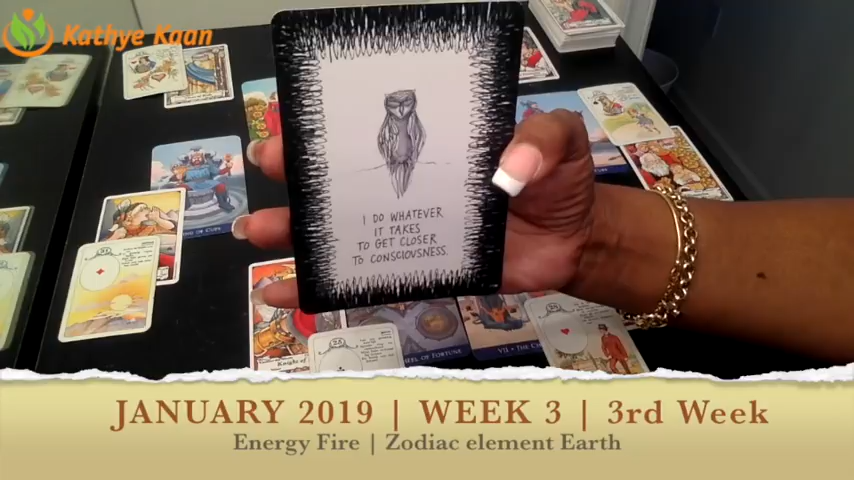 Kathye Kaan
I DO WHATEVER
IT TAKES
TO GET CLOSER
TO CONSCIOUSNESS.
JANUARY 2019 | WEEK 3 | 3rd Week
Energy Fire | Zodiac element Earth